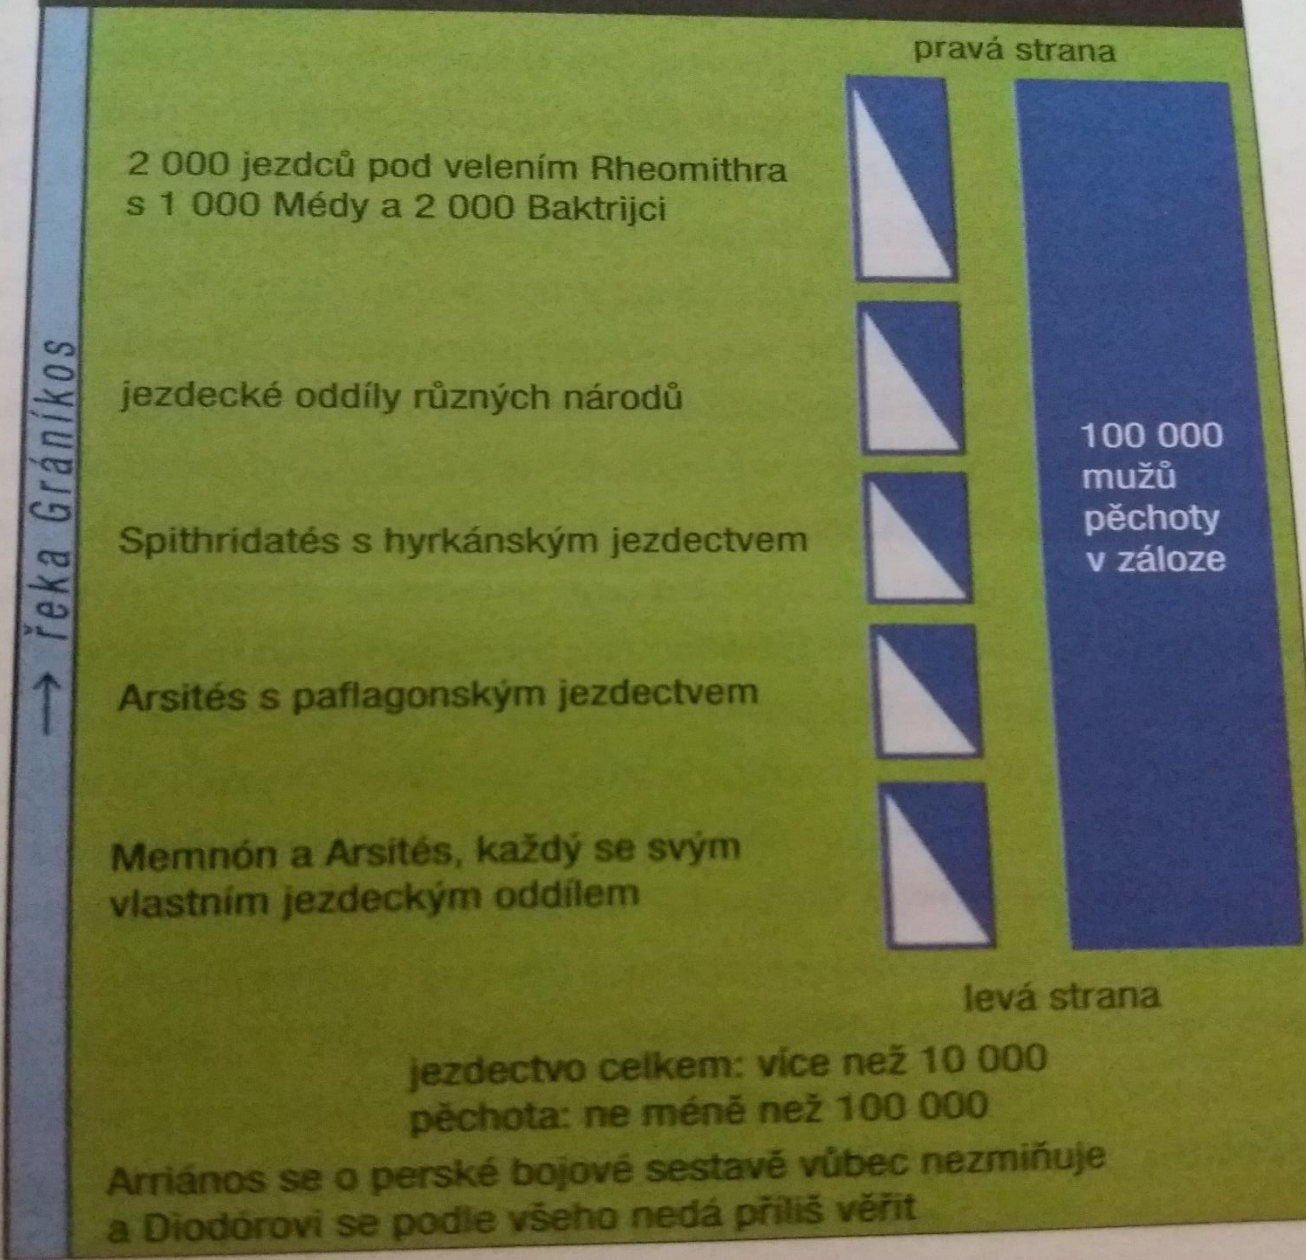 pravá strana
2 000 jezdců pod velením Rheomithra
s 1 000 Médy a 2 000 Baktrijci
jezdecké oddíly různých národů
100 000
mužů
pěchoty
v záloze
→ řeka Gráníkos
Spithridatés s hyrkánským jezdectvem
Arsités s paflagonským jezdectvem
Memnón a Arsités, každý se svým
vlastním jezdeckým oddílem
levá strana
jezdectvo celkem: více než 10 000
pěchota: ne méně než 100 000
Arriános se o perské bojové sestavě vůbec nezmiňuje
a Diodórovi se podle všeho nedá příliš věřit